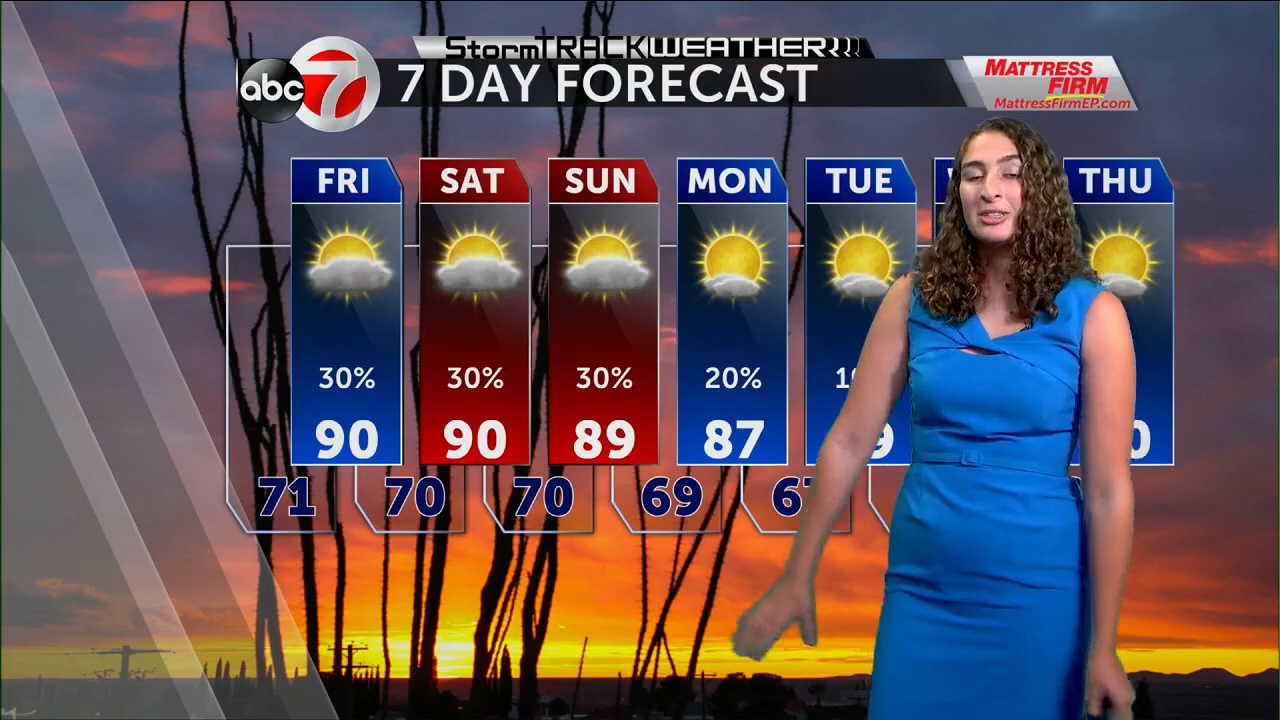 StormTRACKWEATHER
abc 7 7 DAY FORECAST
MATTRESS
FIRM
MattressFirmEP.com
FRI SAT SUN MON TUE THU
30% 30% 30% 20%
90 90 89 87
71 70 70 69